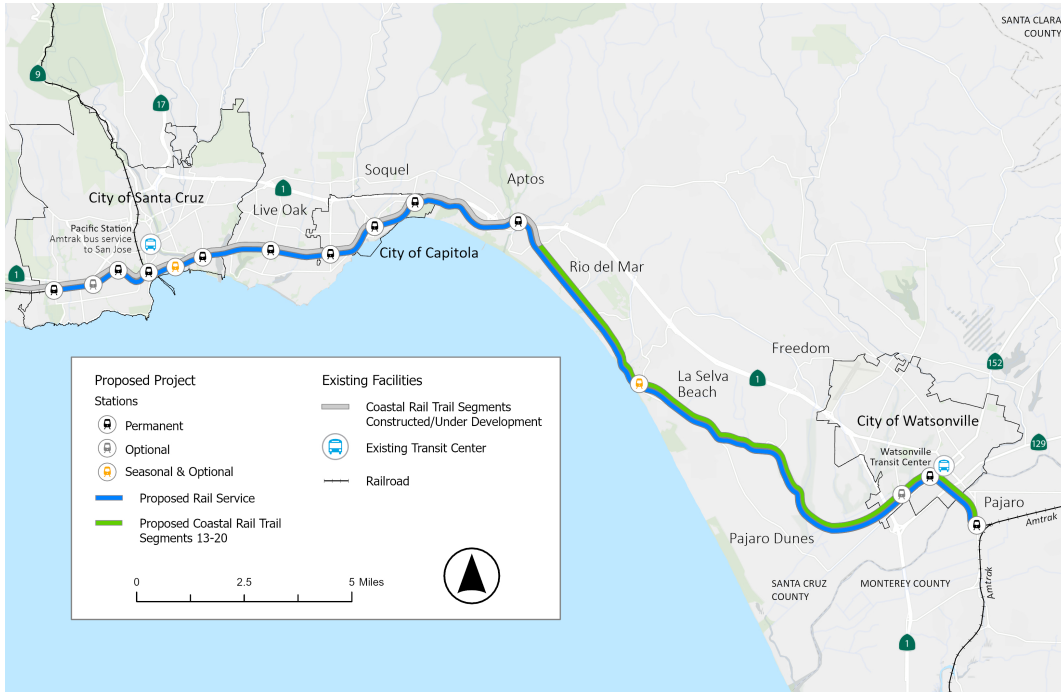 SANTA CLARA
COUNTY
9
17
Soquel
Aptos
1
City of Santa Cruz
Live Oak
Pacific Station
Amtrak bus service
to San Jose
City of Capitola
1
Rio del Mar
Freedom
152
La Selva
Beach
1
City of Watsonville
129
Watsonville
Transit Center
Pajaro
Amtrak
Pajaro Dunes
Amtrak
SANTA CRUZ
COUNTY
MONTEREY COUNTY
1
Proposed Project
Stations
Permanent
Optional
Seasonal & Optional
Proposed Rail Service
Proposed Coastal Rail Trail
Segments 13-20
Existing Facilities
Coastal Rail Trail Segments
Constructed/Under Development
Existing Transit Center
Railroad
0 2.5 5 Miles